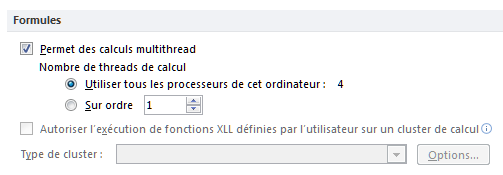 Formules
Permet des calculs multithread
Nombre de threads de calcul
Utiliser tous les processeurs de cet ordinateur : 4
Sur ordre 1
Autoriser l'exécution de fonctions XLL définies par l'utilisateur sur un cluster de calcul
Type de cluster : Options...